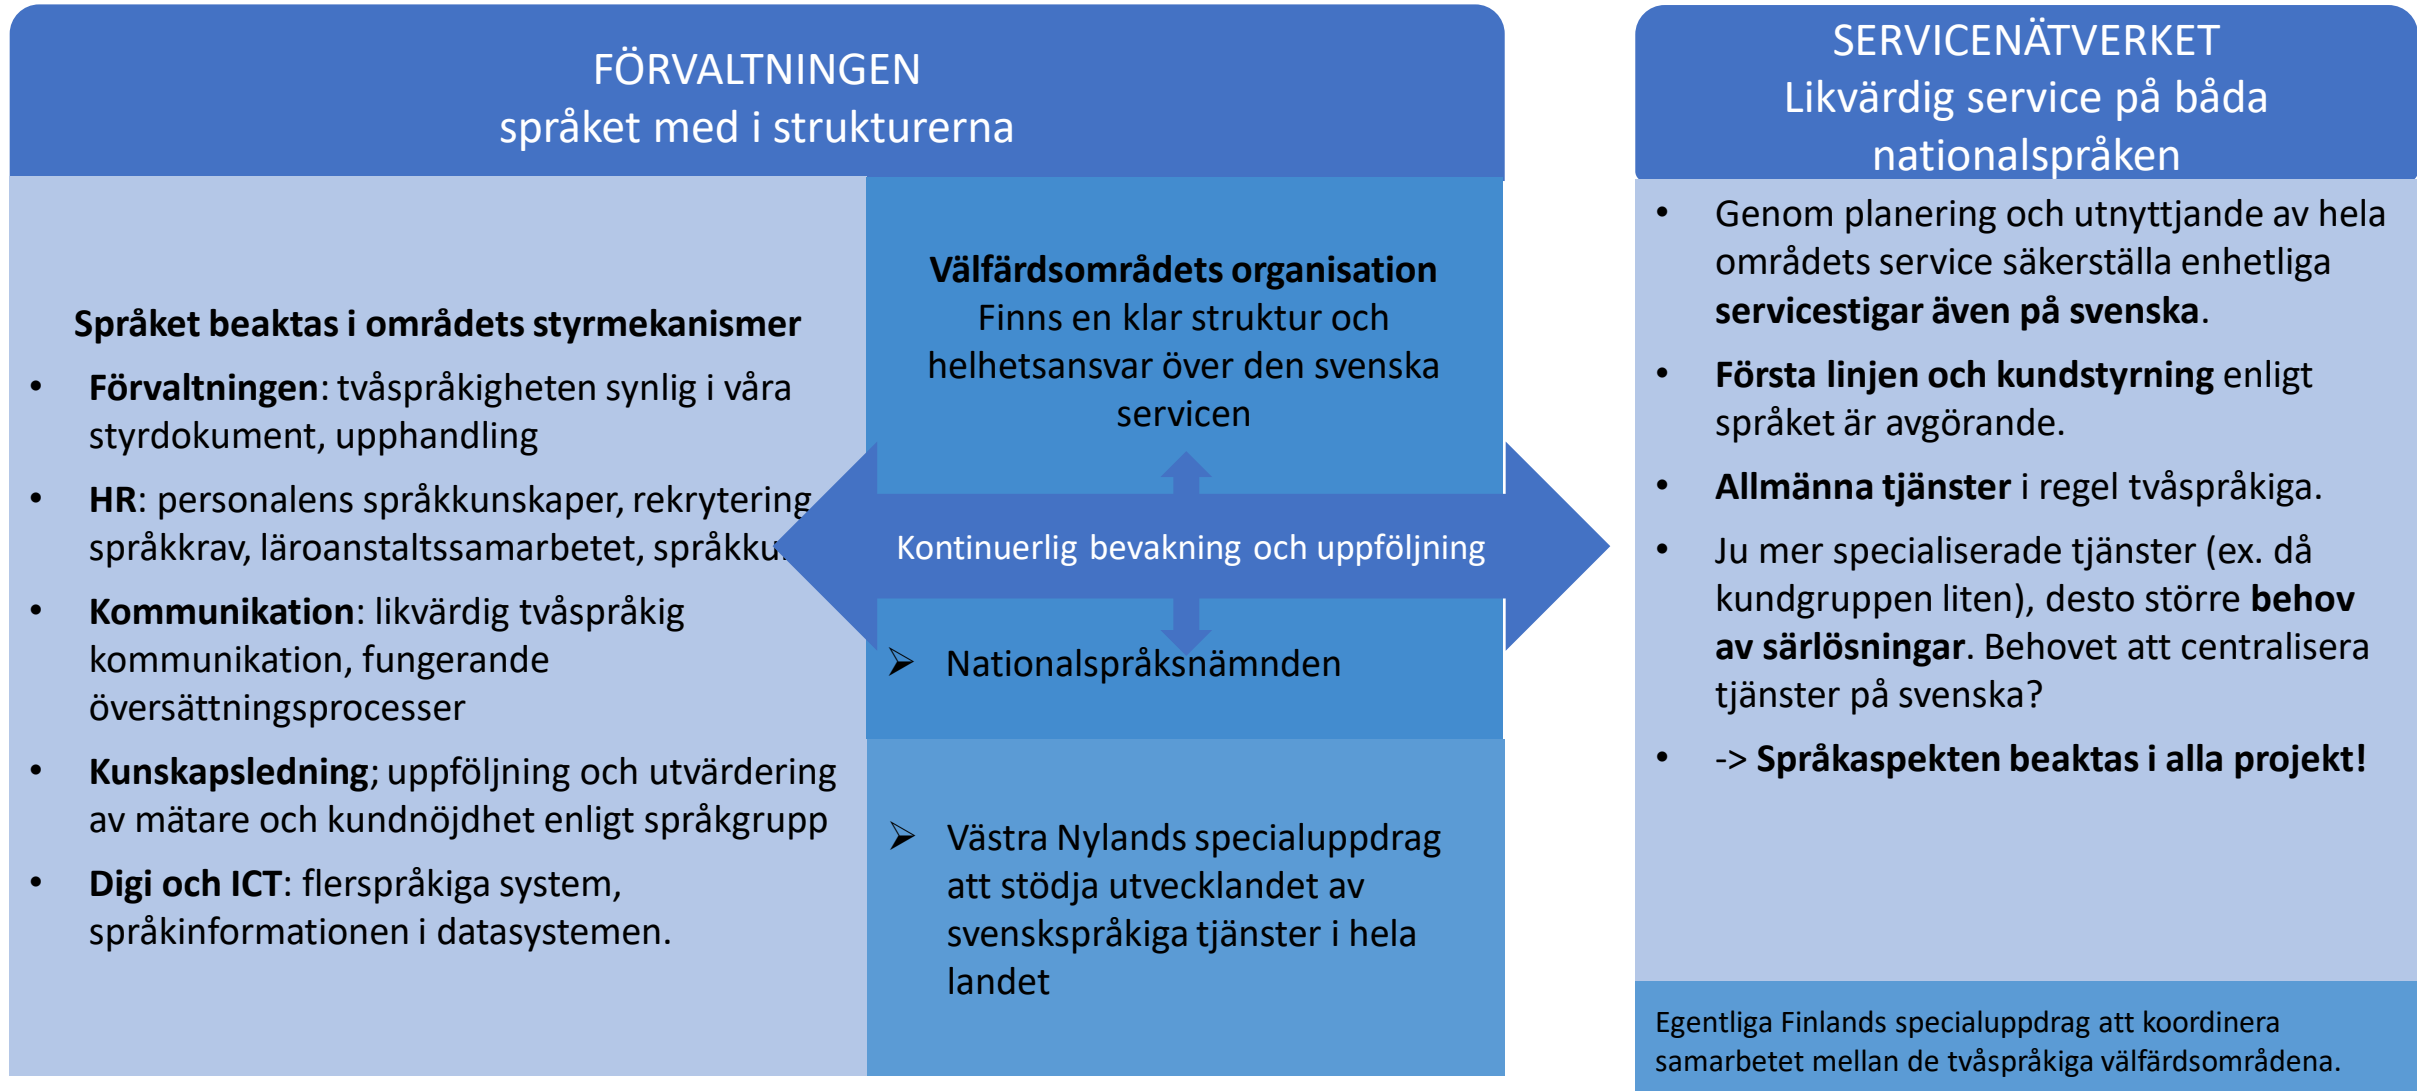 FÖRVALTNINGEN
språket med i strukturerna
Språket beaktas i områdets styrmekanismer
• Förvaltningen: tvåspråkigheten synlig i våra
styrdokument, upphandling
• HR: personalens språkkunskaper, rekrytering
språkkrav, läroanstaltssamarbetet,
• Kommunikation: likvärdig tvåspråkig
kommunikation, fungerande
översättningsprocesser
• Kunskapsledning; uppföljning och utvärdering
av mätare och kundnöjdhet enligt språkgrupp
• Digi och ICT: flerspråkiga system,
språkinformationen i datasystemen.
Välfärdsområdets organisation
Finns en klar struktur och
helhetsansvar över den svenska
servicen
Kontinuerlig bevakning och uppföljning
➢ Nationalspråksnämnden
➢ Västra Nylands specialuppdrag
att stödja utvecklandet av
svenskspråkiga tjänster i hela
landet
SERVICENÄTVERKET
Likvärdig service på båda
nationalspråken
• Genom planering och utnyttjande av hela
områdets service säkerställa enhetliga
servicestigar även på svenska.
• Första linjen och kundstyrning enligt
språket är avgörande.
• Allmänna tjänster i regel tvåspråkiga.
• Ju mer specialiserade tjänster (ex. då
kundgruppen liten), desto större behov
av särlösningar. Behovet att centralisera
tjänster på svenska?
• -> Språkaspekten beaktas i alla projekt!
Egentliga Finlands specialuppdrag att koordinera
samarbetet mellan de tvåspråkiga välfärdsområdena.